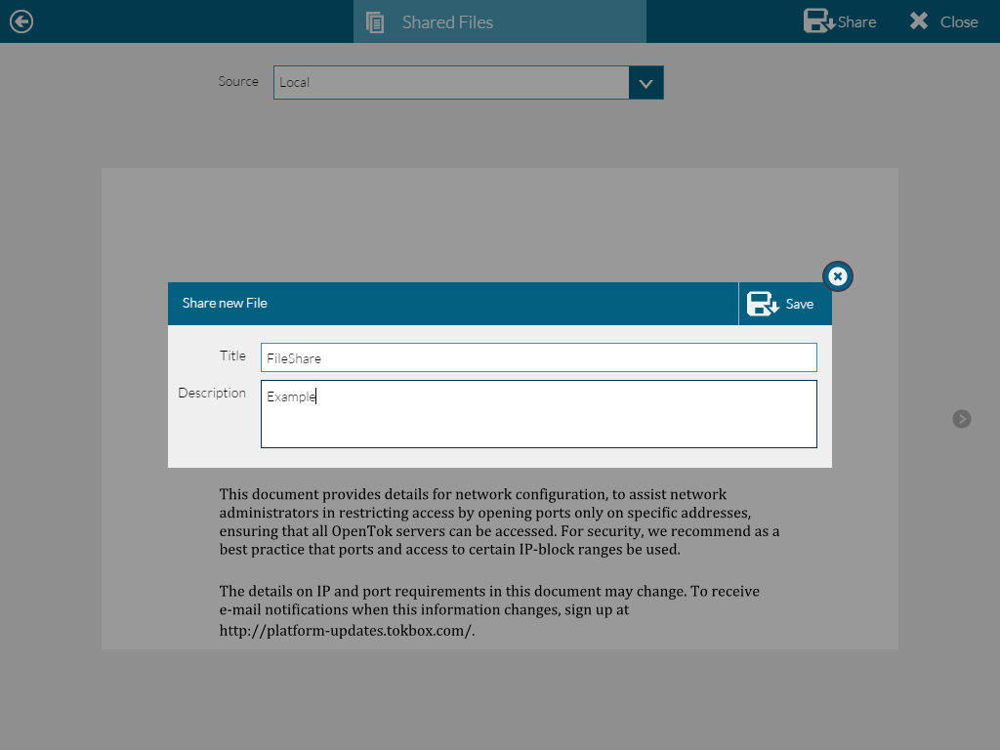 Shared Files
Share
Close
Source
Local
Share new File
Save
Title
FileShare
Description
Example
This document provides details for network configuration, to assist network
administrators in restricting access by opening ports only on specific addresses,
ensuring that all OpenTok servers can be accessed. For security, we recommend as a
best practice that ports and access to certain IP-block ranges be used.
The details on IP and port requirements in this document may change. To receive
e-mail notifications when this information changes, sign up at
http://platform-updates.tokbox.com/.